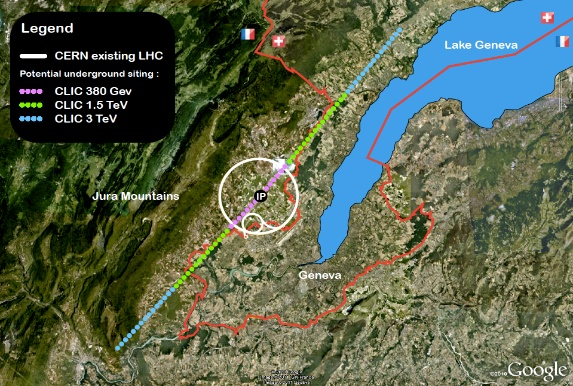 Legend
CERN existing LHC
Potential underground siting :
CLIC 380 Gev
CLIC 1.5 TeV
CLIC 3 TeV
Lake Geneva
Jura Mountains
IP
Geneva
©2010 Google